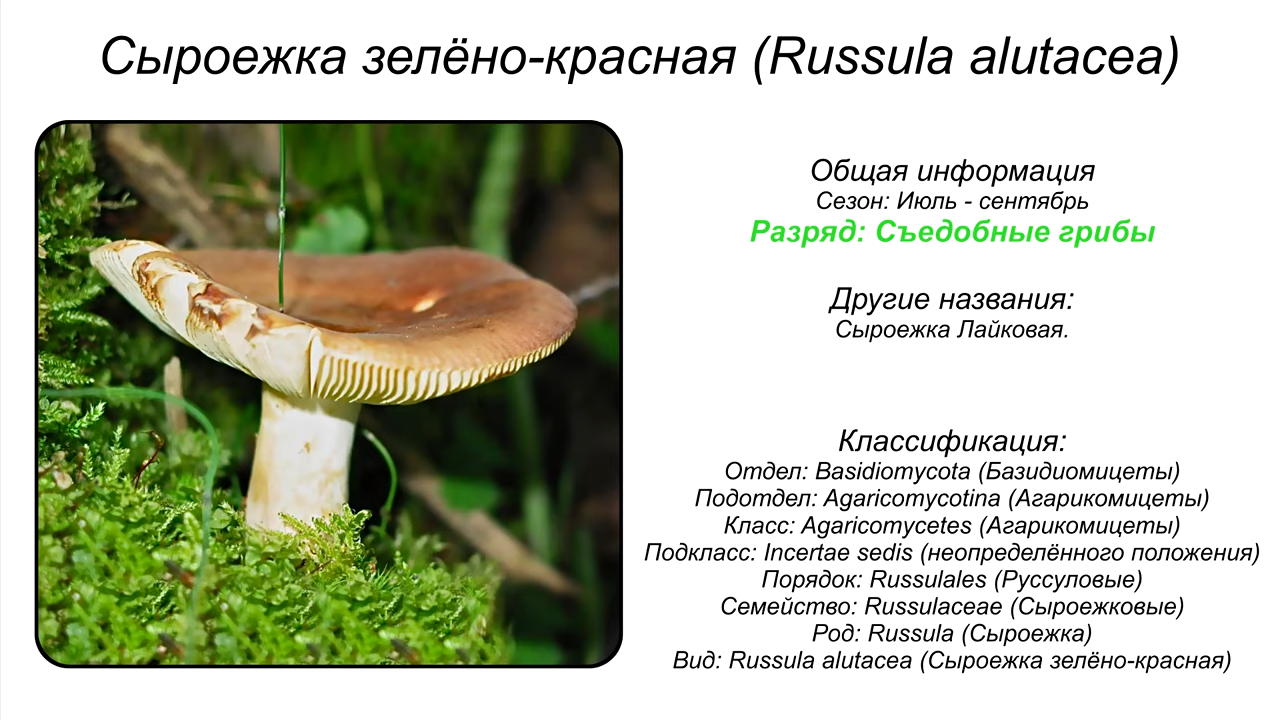 Сыроежка зелёно-красная (Russula alutacea)
Общая информация
Сезон: Июль - сентябрь
Разряд: Съедобные грибы
Другие названия:
Сыроежка Лайковая.
Классификация:
Отдел: Basidiomycota (Базидиомицеты)
Подотдел: Agaricomycotina (Агарикомицеты)
Класс: Agaricomycetes (Агарикомицеты)
Подкласс: Incertae sedis (неопределённого положения)
Порядок: Russulales (Руссуловые)
Семейство: Russulaceae (Сыроежковые)
Род: Russula (Сыроежка)
Вид: Russula alutacea (Сыроежка зелёно-красная)